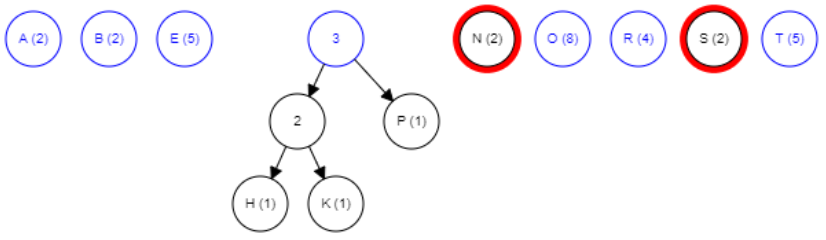 A (2) B (2) E (5) 3 N (2) O (8) R (4) S (2) T (5)
2 P (1)
H (1) K (1)